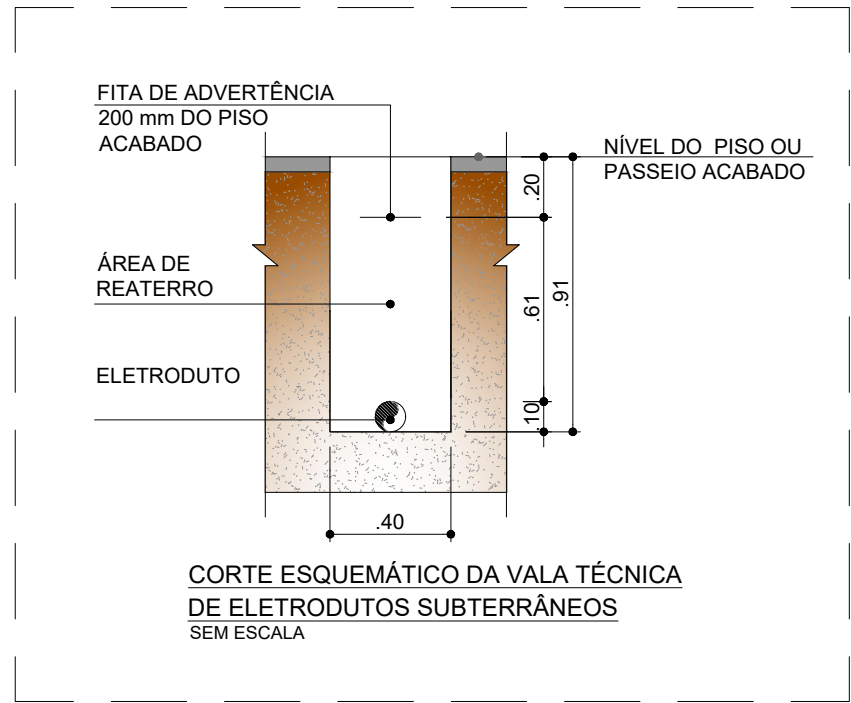 FITA DE ADVERTÊNCIA
200 mm DO PISO
ACABADO
NÍVEL DO PISO OU
PASSEIO ACABADO
.20
ÁREA DE
REATERRO
.61
.91
ELETRODUTO
.10
.40
CORTE ESQUEMÁTICO DA VALA TÉCNICA
DE ELETRODUTOS SUBTERRÂNEOS
SEM ESCALA